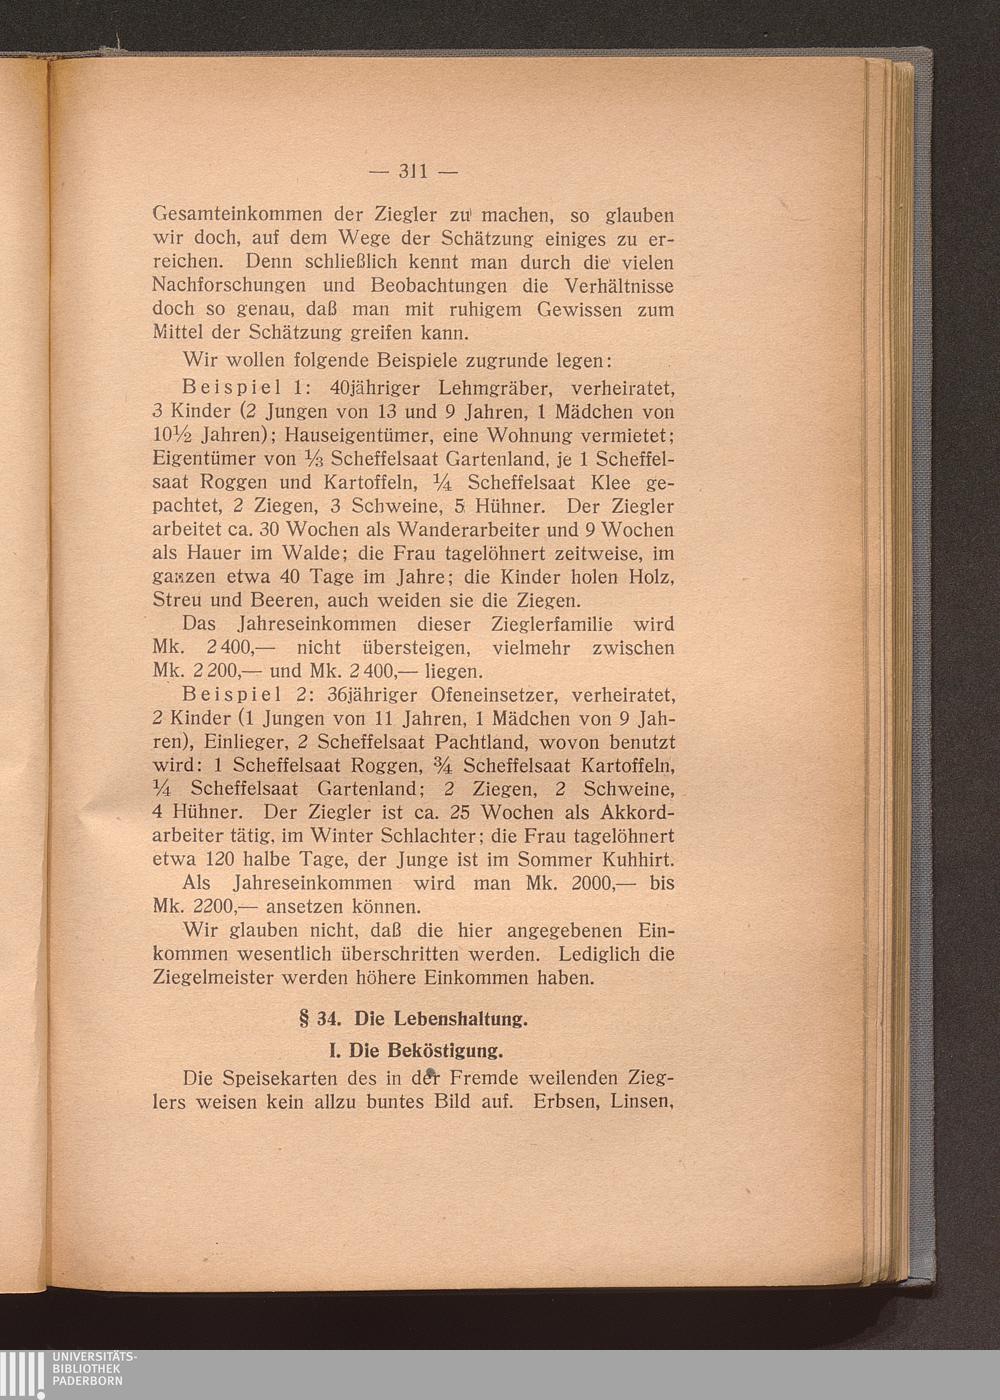 — 311 —
Gesamteinkommen der Ziegler zu machen, so glauben
wir doch, auf dem Wege der Schätzung einiges zu er-
reichen. Denn schließlich kennt man durch die vielen
Nachforschungen und Beobachtungen die Verhältnisse
doch so genau, daß man mit ruhigem Gewissen zum
Mittel der Schätzung greifen kann.
Wir wollen folgende Beispiele zugrunde legen:
Beispiel 1: 40jähriger Lehmgräber, verheiratet,
3 Kinder (2 Jungen von 13 und 9 Jahren, 1 Mädchen von
10½ Jahren); Hauseigentümer, eine Wohnung vermietet;
Eigentümer von ⅓ Scheffelsaat Gartenland, je 1 Scheffel-
saat Roggen und Kartoffeln, ¼ Scheffelsaat Klee ge-
pachtet, 2 Ziegen, 3 Schweine, 5 Hühner. Der Ziegler
arbeitet ca. 30 Wochen als Wanderarbeiter und 9 Wochen
als Hauer im Walde; die Frau tagelöhnert zeitweise, im
ganzen etwa 40 Tage im Jahre; die Kinder holen Holz,
Streu und Beeren, auch weiden sie die Ziegen.
Das Jahreseinkommen dieser Zieglerfamilie wird
Mk. 2400,— nicht übersteigen, vielmehr zwischen
Mk. 2200,— und Mk. 2400,— liegen.
Beispiel 2: 36jähriger Ofeneinsetzer, verheiratet,
2 Kinder (1 Jungen von 11 Jahren, 1 Mädchen von 9 Jah-
ren), Einlieger, 2 Scheffelsaat Pachtland, wovon benutzt
wird: 1 Scheffelsaat Roggen, ¾ Scheffelsaat Kartoffeln,
¼ Scheffelsaat Gartenland; 2 Ziegen, 2 Schweine,
4 Hühner. Der Ziegler ist ca. 25 Wochen als Akkord-
arbeiter tätig, im Winter Schlachter; die Frau tagelöhnert
etwa 120 halbe Tage, der Junge ist im Sommer Kuhhirt.
Als Jahreseinkommen wird man Mk. 2000,— bis
Mk. 2200,— ansetzen können.
Wir glauben nicht, daß die hier angegebenen Ein-
kommen wesentlich überschritten werden. Lediglich die
Ziegelmeister werden höhere Einkommen haben.
§ 34. Die Lebenshaltung.
I. Die Beköstigung.
Die Speisekarten des in der Fremde weilenden Zieg-
lers weisen kein allzu buntes Bild auf. Erbsen, Linsen,
UNIVERSITÄTS-
BIBLIOTHEK
PADERBORN